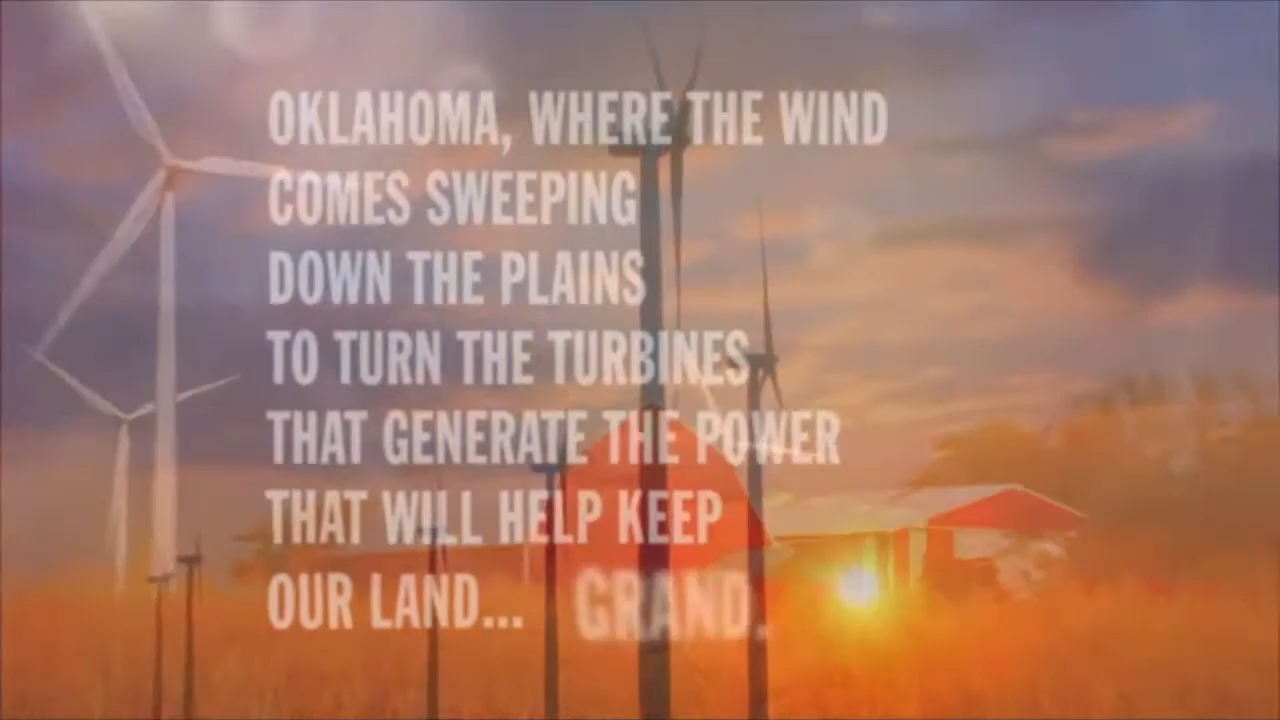 OKLAHOMA, WHERE THE WIND
COMES SWEEPING
DOWN THE PLAINS
TO TURN THE TURBINES
THAT GENERATE THE POWER
THAT WILL HELP KEEP
OUR LAND... GRAND.